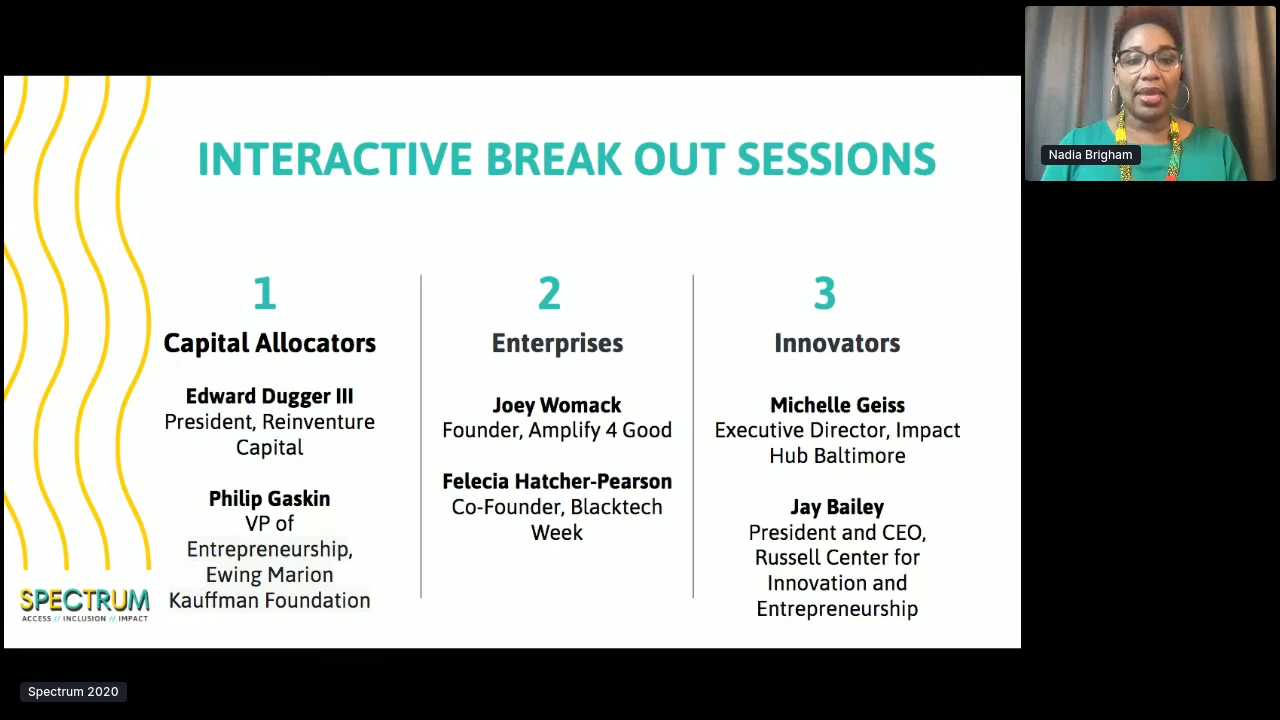 INTERACTIVE BREAK OUT SESSIONS
1
Capital Allocators
Edward Dugger III
President, Reinventure
Capital
Philip Gaskin
VP of
Entrepreneurship,
Ewing Marion
Kauffman Foundation
2
Enterprises
Joey Womack
Founder, Amplify 4 Good
Felecia Hatcher-Pearson
Co-Founder, Blacktech
Week
3
Innovators
Michelle Geiss
Executive Director, Impact
Hub Baltimore
Jay Bailey
President and CEO,
Russell Center for
Innovation and
Entrepreneurship
SPECTRUM
ACCESS // INCLUSION // IMPACT
Nadia Brigham
Spectrum 2020